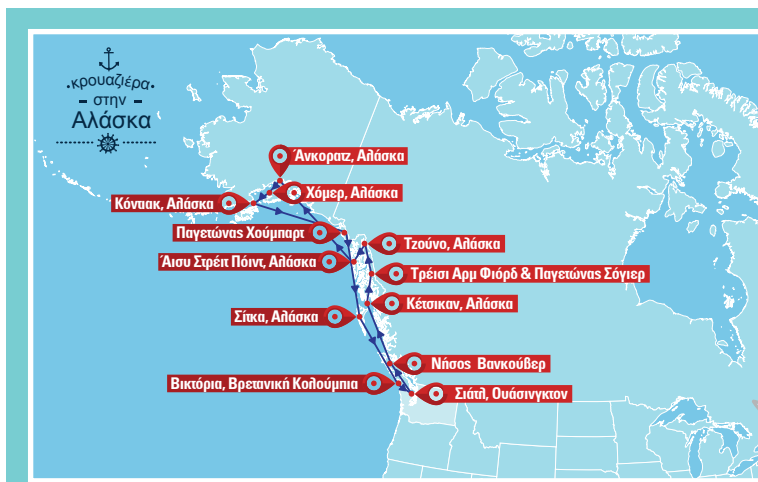 κρουαζιέρα
στην
Αλάσκα
Άνκορατζ, Αλάσκα
Χόμερ, Αλάσκα
Κόντιακ, Αλάσκα
Παγετώνας Χούμπαρτ
Τζούνο, Αλάσκα
Άισυ Στρέιτ Πόιντ, Αλάσκα
Τρέισι Αρμ Φιόρδ & Παγετώνας Σόγιερ
Κέτσικαν, Αλάσκα
Σίτκα, Αλάσκα
Νήσος Βανκούβερ
Βικτόρια, Βρετανική Κολούμπια
Σιάτλ, Ουάσινγκτον